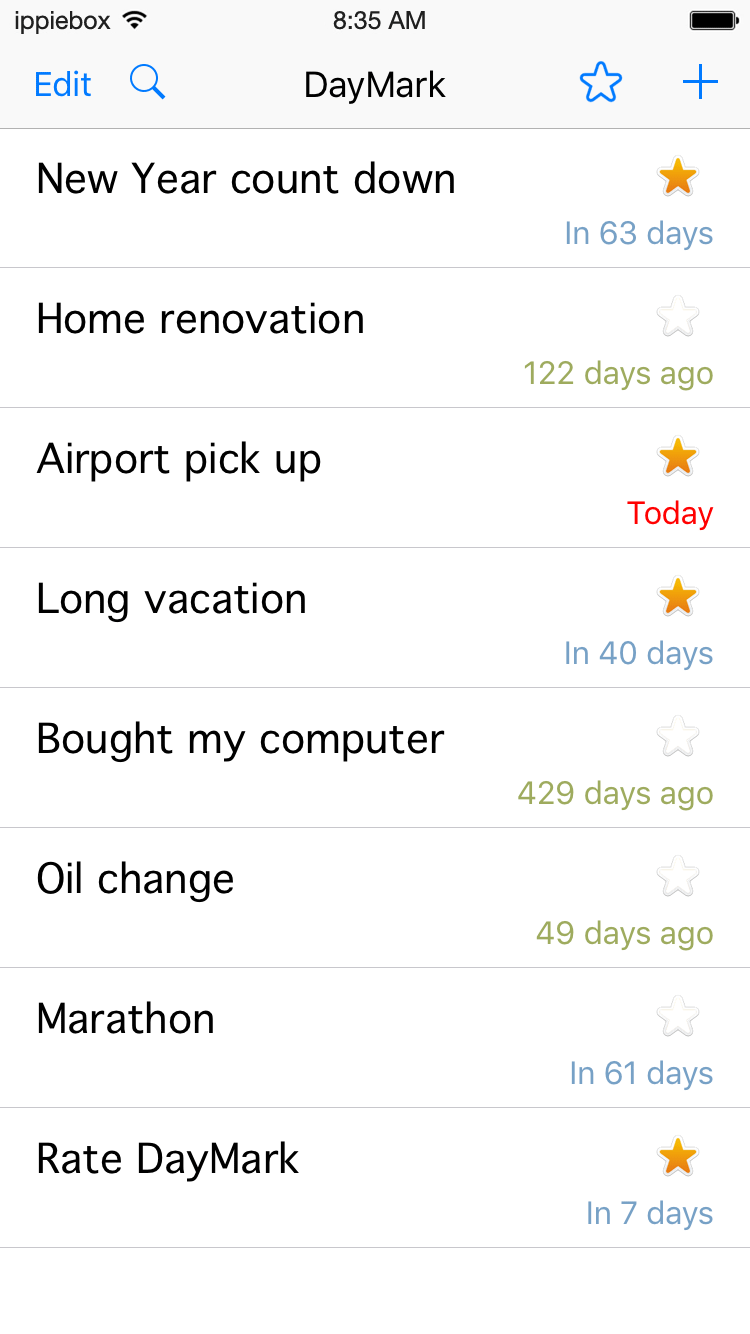 ippiebox 8:35 AM
Edit DayMark
New Year count down
In 63 days
Home renovation
122 days ago
Airport pick up
Today
Long vacation
In 40 days
Bought my computer
429 days ago
Oil change
49 days ago
Marathon
In 61 days
Rate DayMark
In 7 days